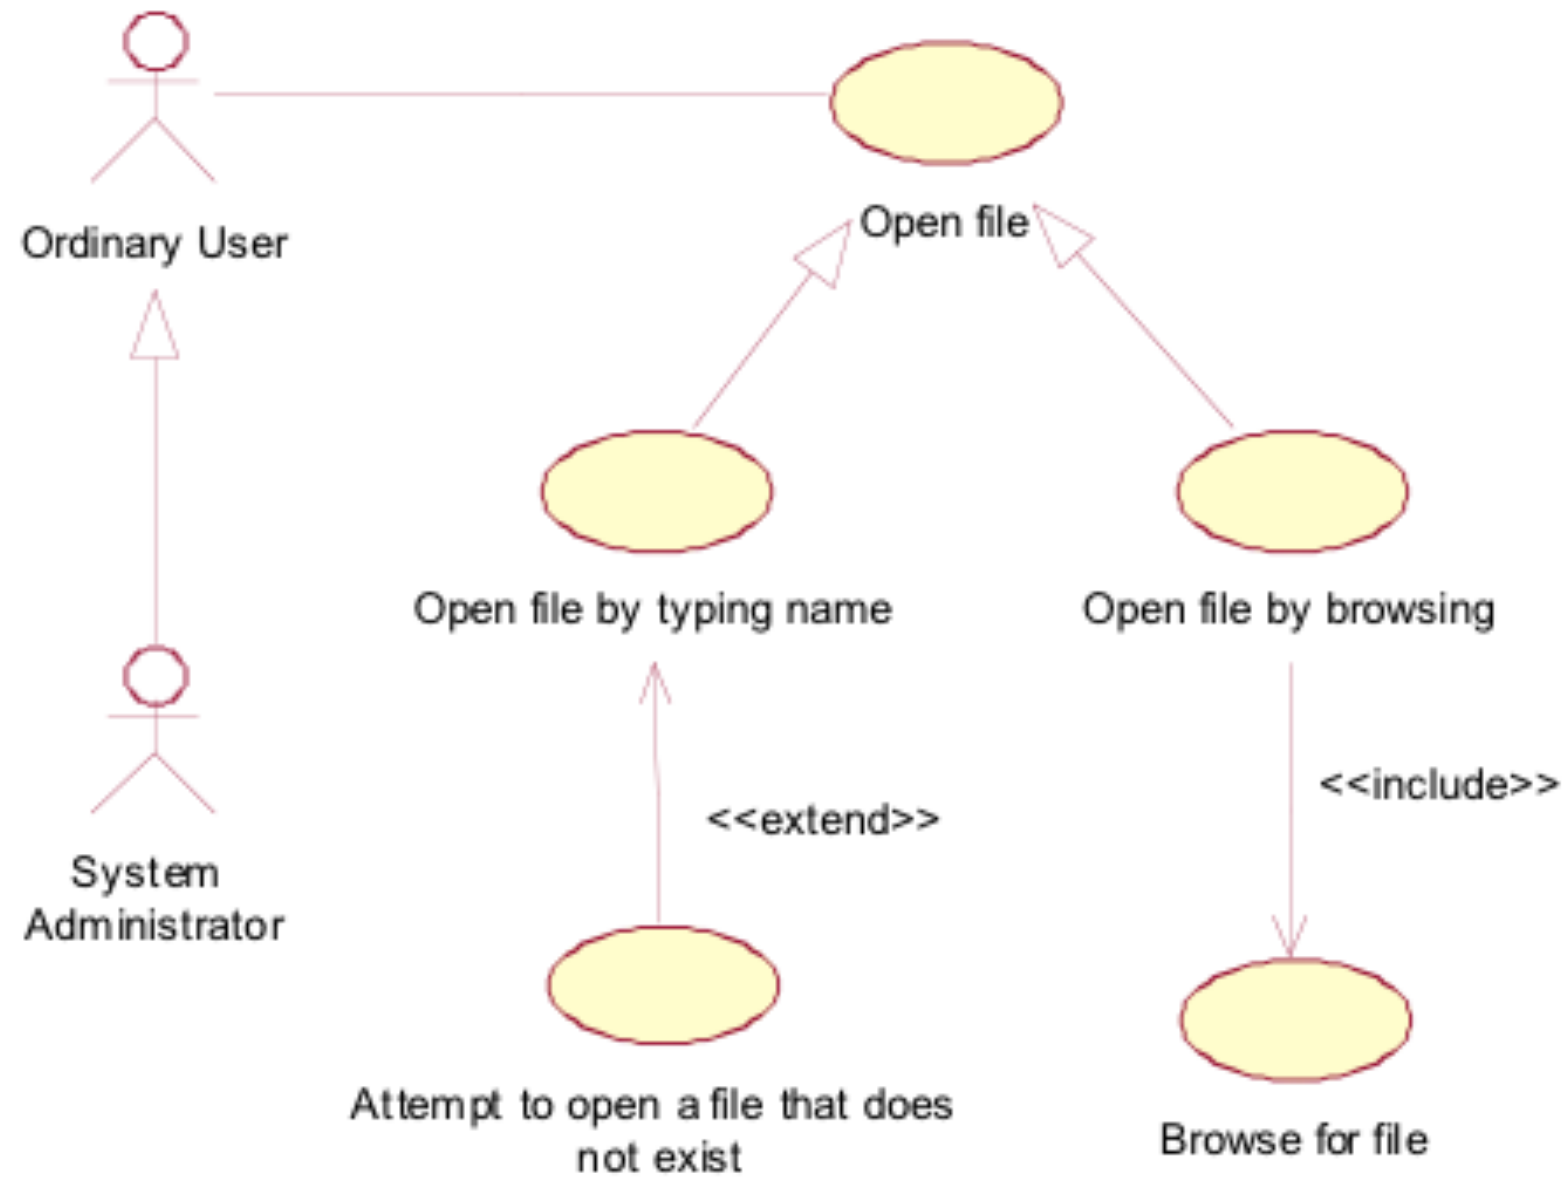 Ordinary User
Open file
Open file by typing name
Open file by browsing
<<include>>
<<extend>>
System
Administrator
Attempt to open a file that does
not exist
Browse for file